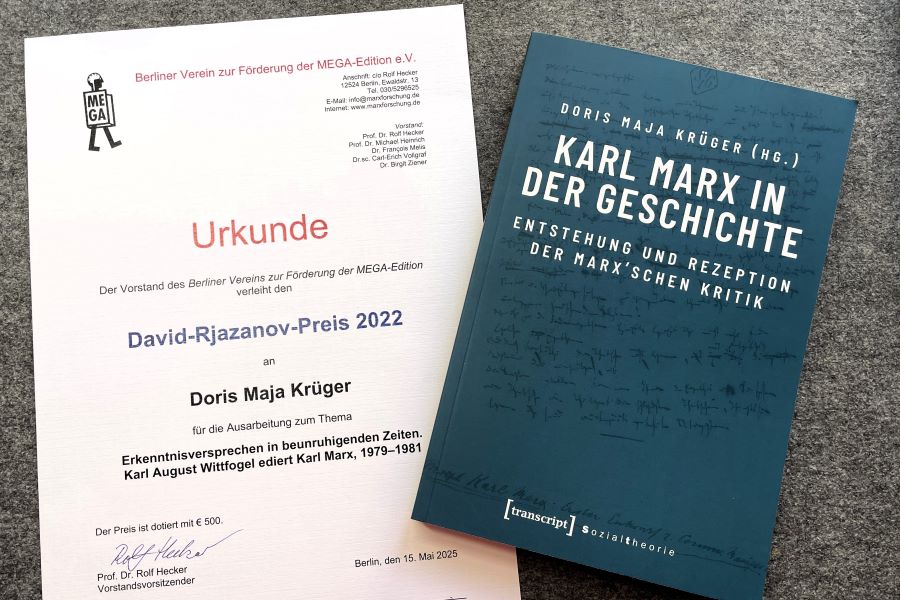 Berliner Verein zur Förderung der MEGA-Edition e.V.
ME
GA
Anschrift: c/o Rolf Hecker
12524 Berlin, Ewaldstr. 13
Tel. 030/5296525
E-Mail: info@marxforschung.de
Internet: www.marxforschung.de
Vorstand:
Prof. Dr. Rolf Hecker
Prof. Dr. Michael Heinrich
Dr. François Melis
Dr.sc. Carl-Erich Vollgraf
Dr. Birgit Ziener
Urkunde
Der Vorstand des Berliner Vereins zur Förderung der MEGA-Edition
verleiht den
David-Rjazanov-Preis 2022
an
Doris Maja Krüger
für die Ausarbeitung zum Thema
Erkenntnisversprechen in beunruhigenden Zeiten.
Karl August Wittfogel ediert Karl Marx, 1979–1981
Der Preis ist dotiert mit € 500.
Rolf Hecker
Prof. Dr. Rolf Hecker
Vorstandsvorsitzender
Berlin, den 15. Mai 2025
DORIS MAJA KRÜGER (HG.)
KARL MARX IN
DER GESCHICHTE
ENTSTEHUNG UND REZEPTION
DER MARX'SCHEN KRITIK
[transcript] Sozialtheorie